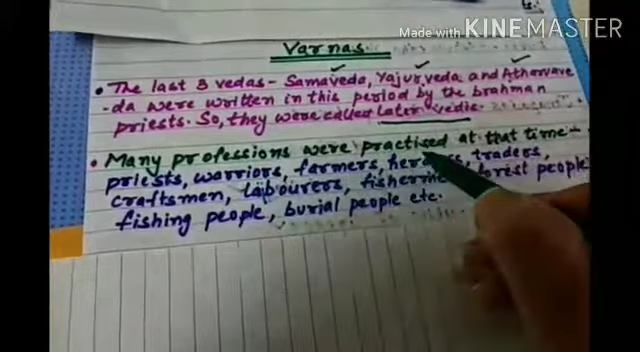 Made with KINEMASTER
Varnas
• The last 3 vedas - Samaveda, Yajurveda and Atharvave
-da were written in this period by the brahman
priests. So, they were called later vedic.
• Many professions were practised at that time -
priests, warriors, farmers, traders,
craftsmen, labourers, forest people
fishing people, burial people etc.